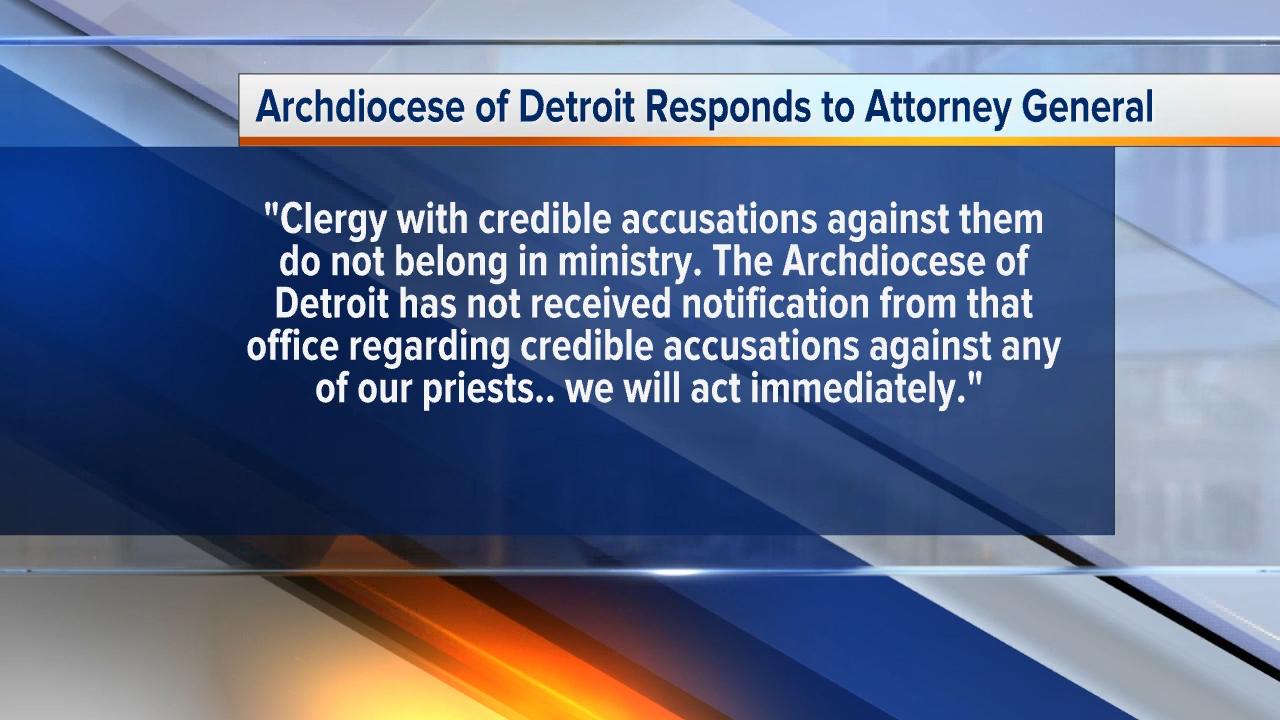 Archdiocese of Detroit Responds to Attorney General
"Clergy with credible accusations against them
do not belong in ministry. The Archdiocese of
Detroit has not received notification from that
office regarding credible accusations against any
of our priests.. we will act immediately."